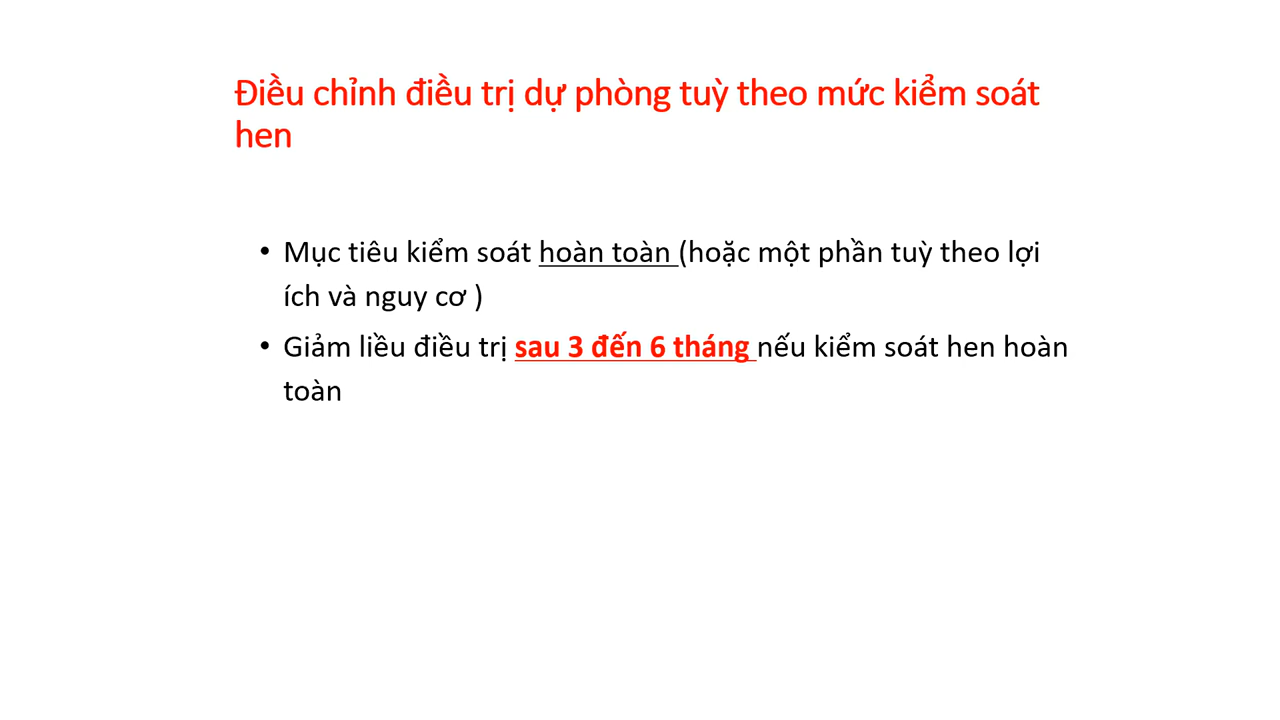 Điều chỉnh điều trị dự phòng tuỳ theo mức kiểm soát
hen
• Mục tiêu kiểm soát hoàn toàn (hoặc một phần tuỳ theo lợi
ích và nguy cơ )
• Giảm liều điều trị sau 3 đến 6 tháng nếu kiểm soát hen hoàn
toàn